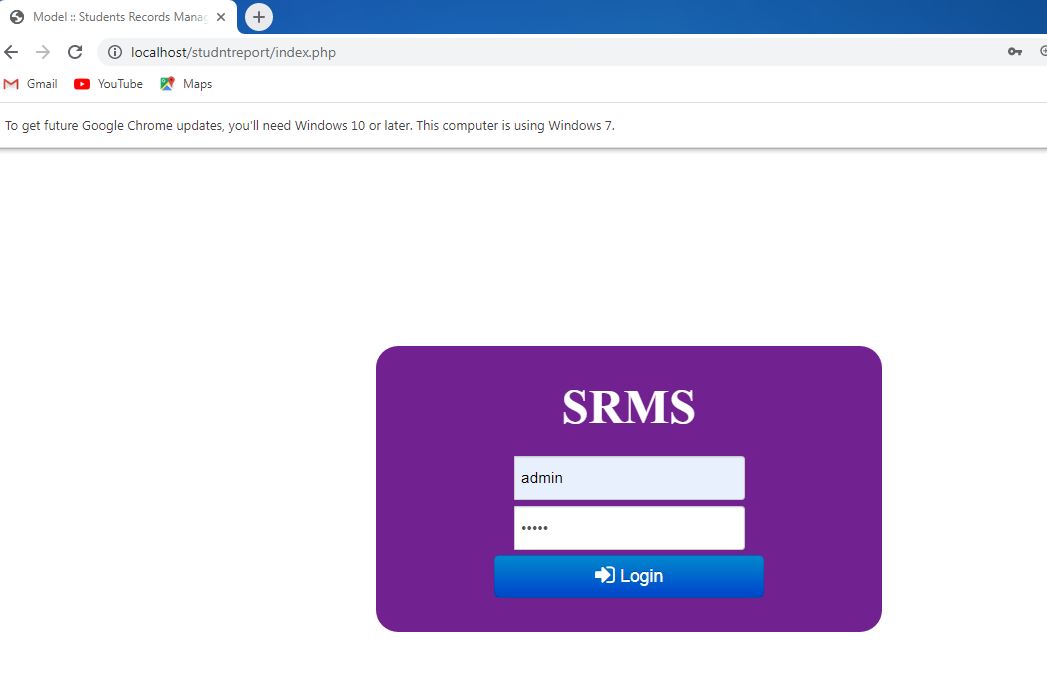 Model :: Students Records Mana
localhost/studntreport/index.php
Gmail YouTube Maps
To get future Google Chrome updates, you'll need Windows 10 or later. This computer is using Windows 7.
SRMS
admin
•••••
Login